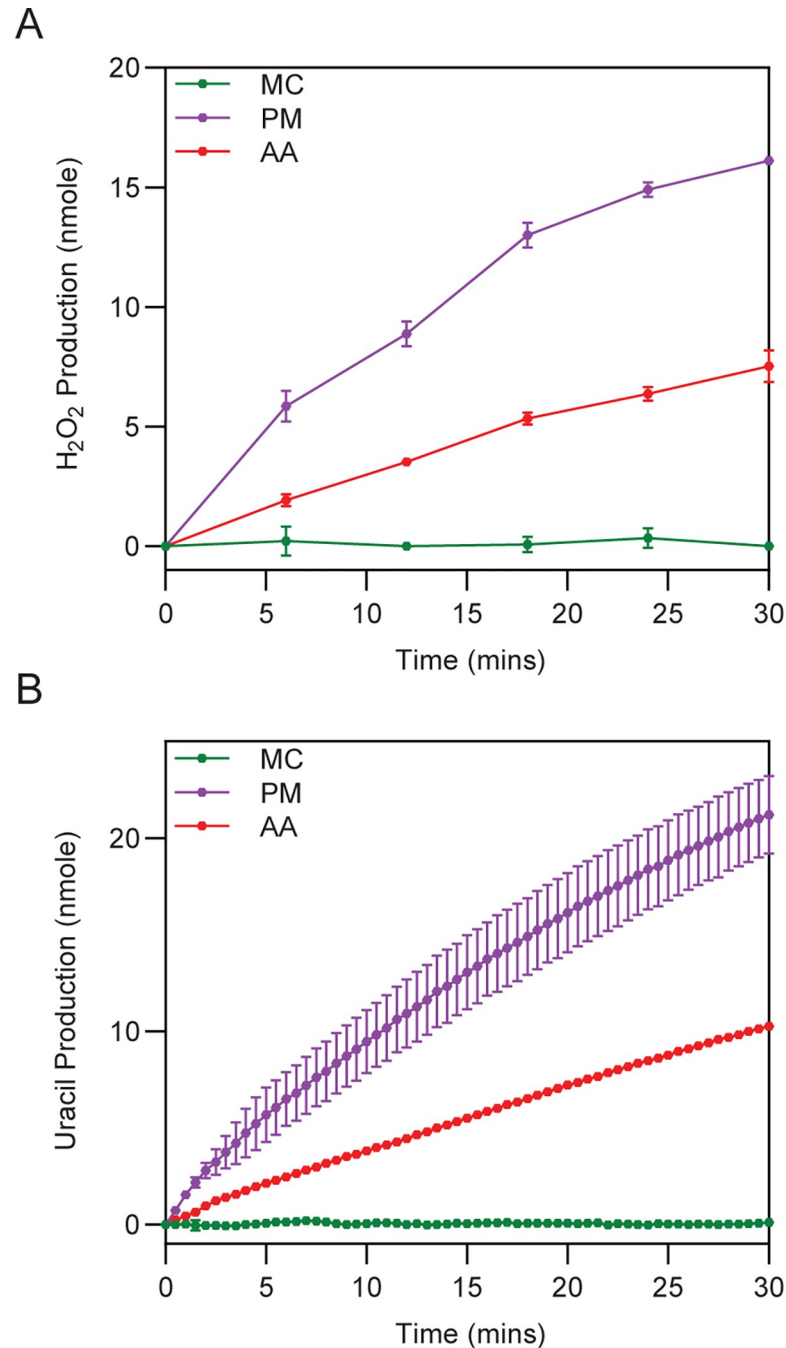 A
20
15
10
5
0
H₂O₂ Production (nmole)
MC
PM
AA
0 5 10 15 20 25 30
Time (mins)
B
20
10
0
Uracil Production (nmole)
MC
PM
AA
0 5 10 15 20 25 30
Time (mins)